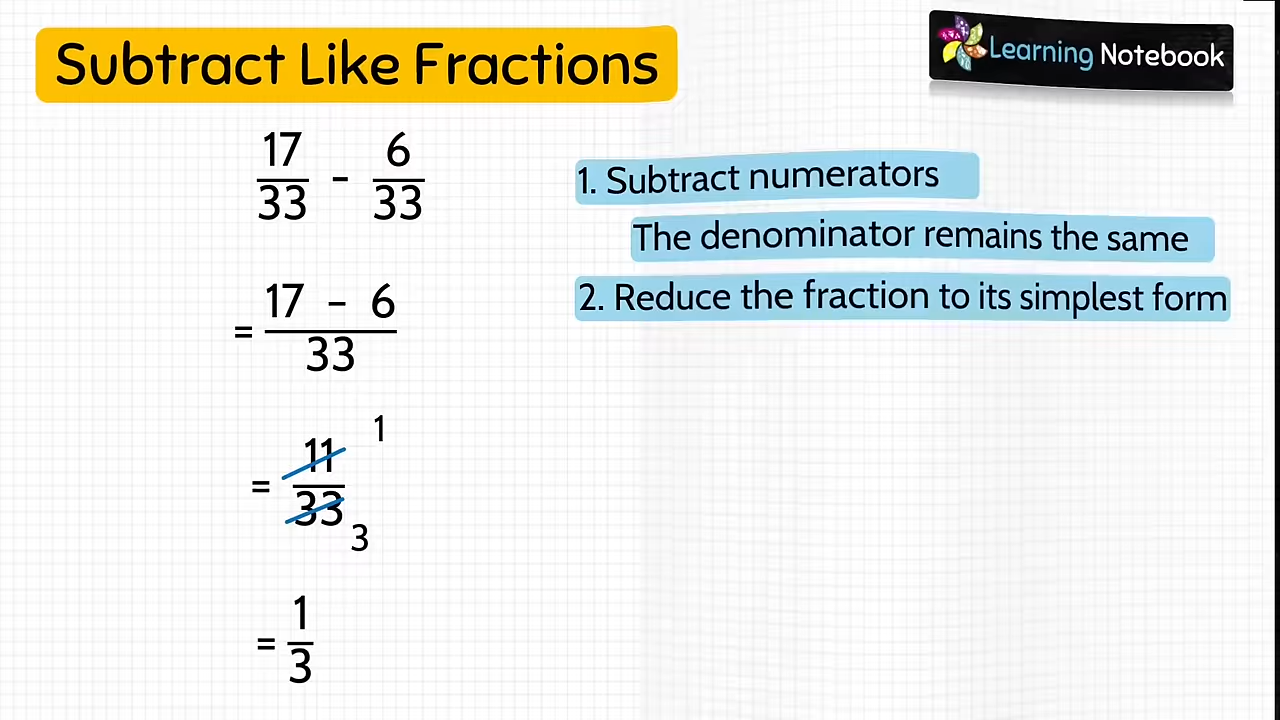 Subtract Like Fractions
Learning Notebook
17/33 - 6/33
1. Subtract numerators
The denominator remains the same
2. Reduce the fraction to its simplest form
= 17 - 6/33
1
= 11/33
3
= 1/3